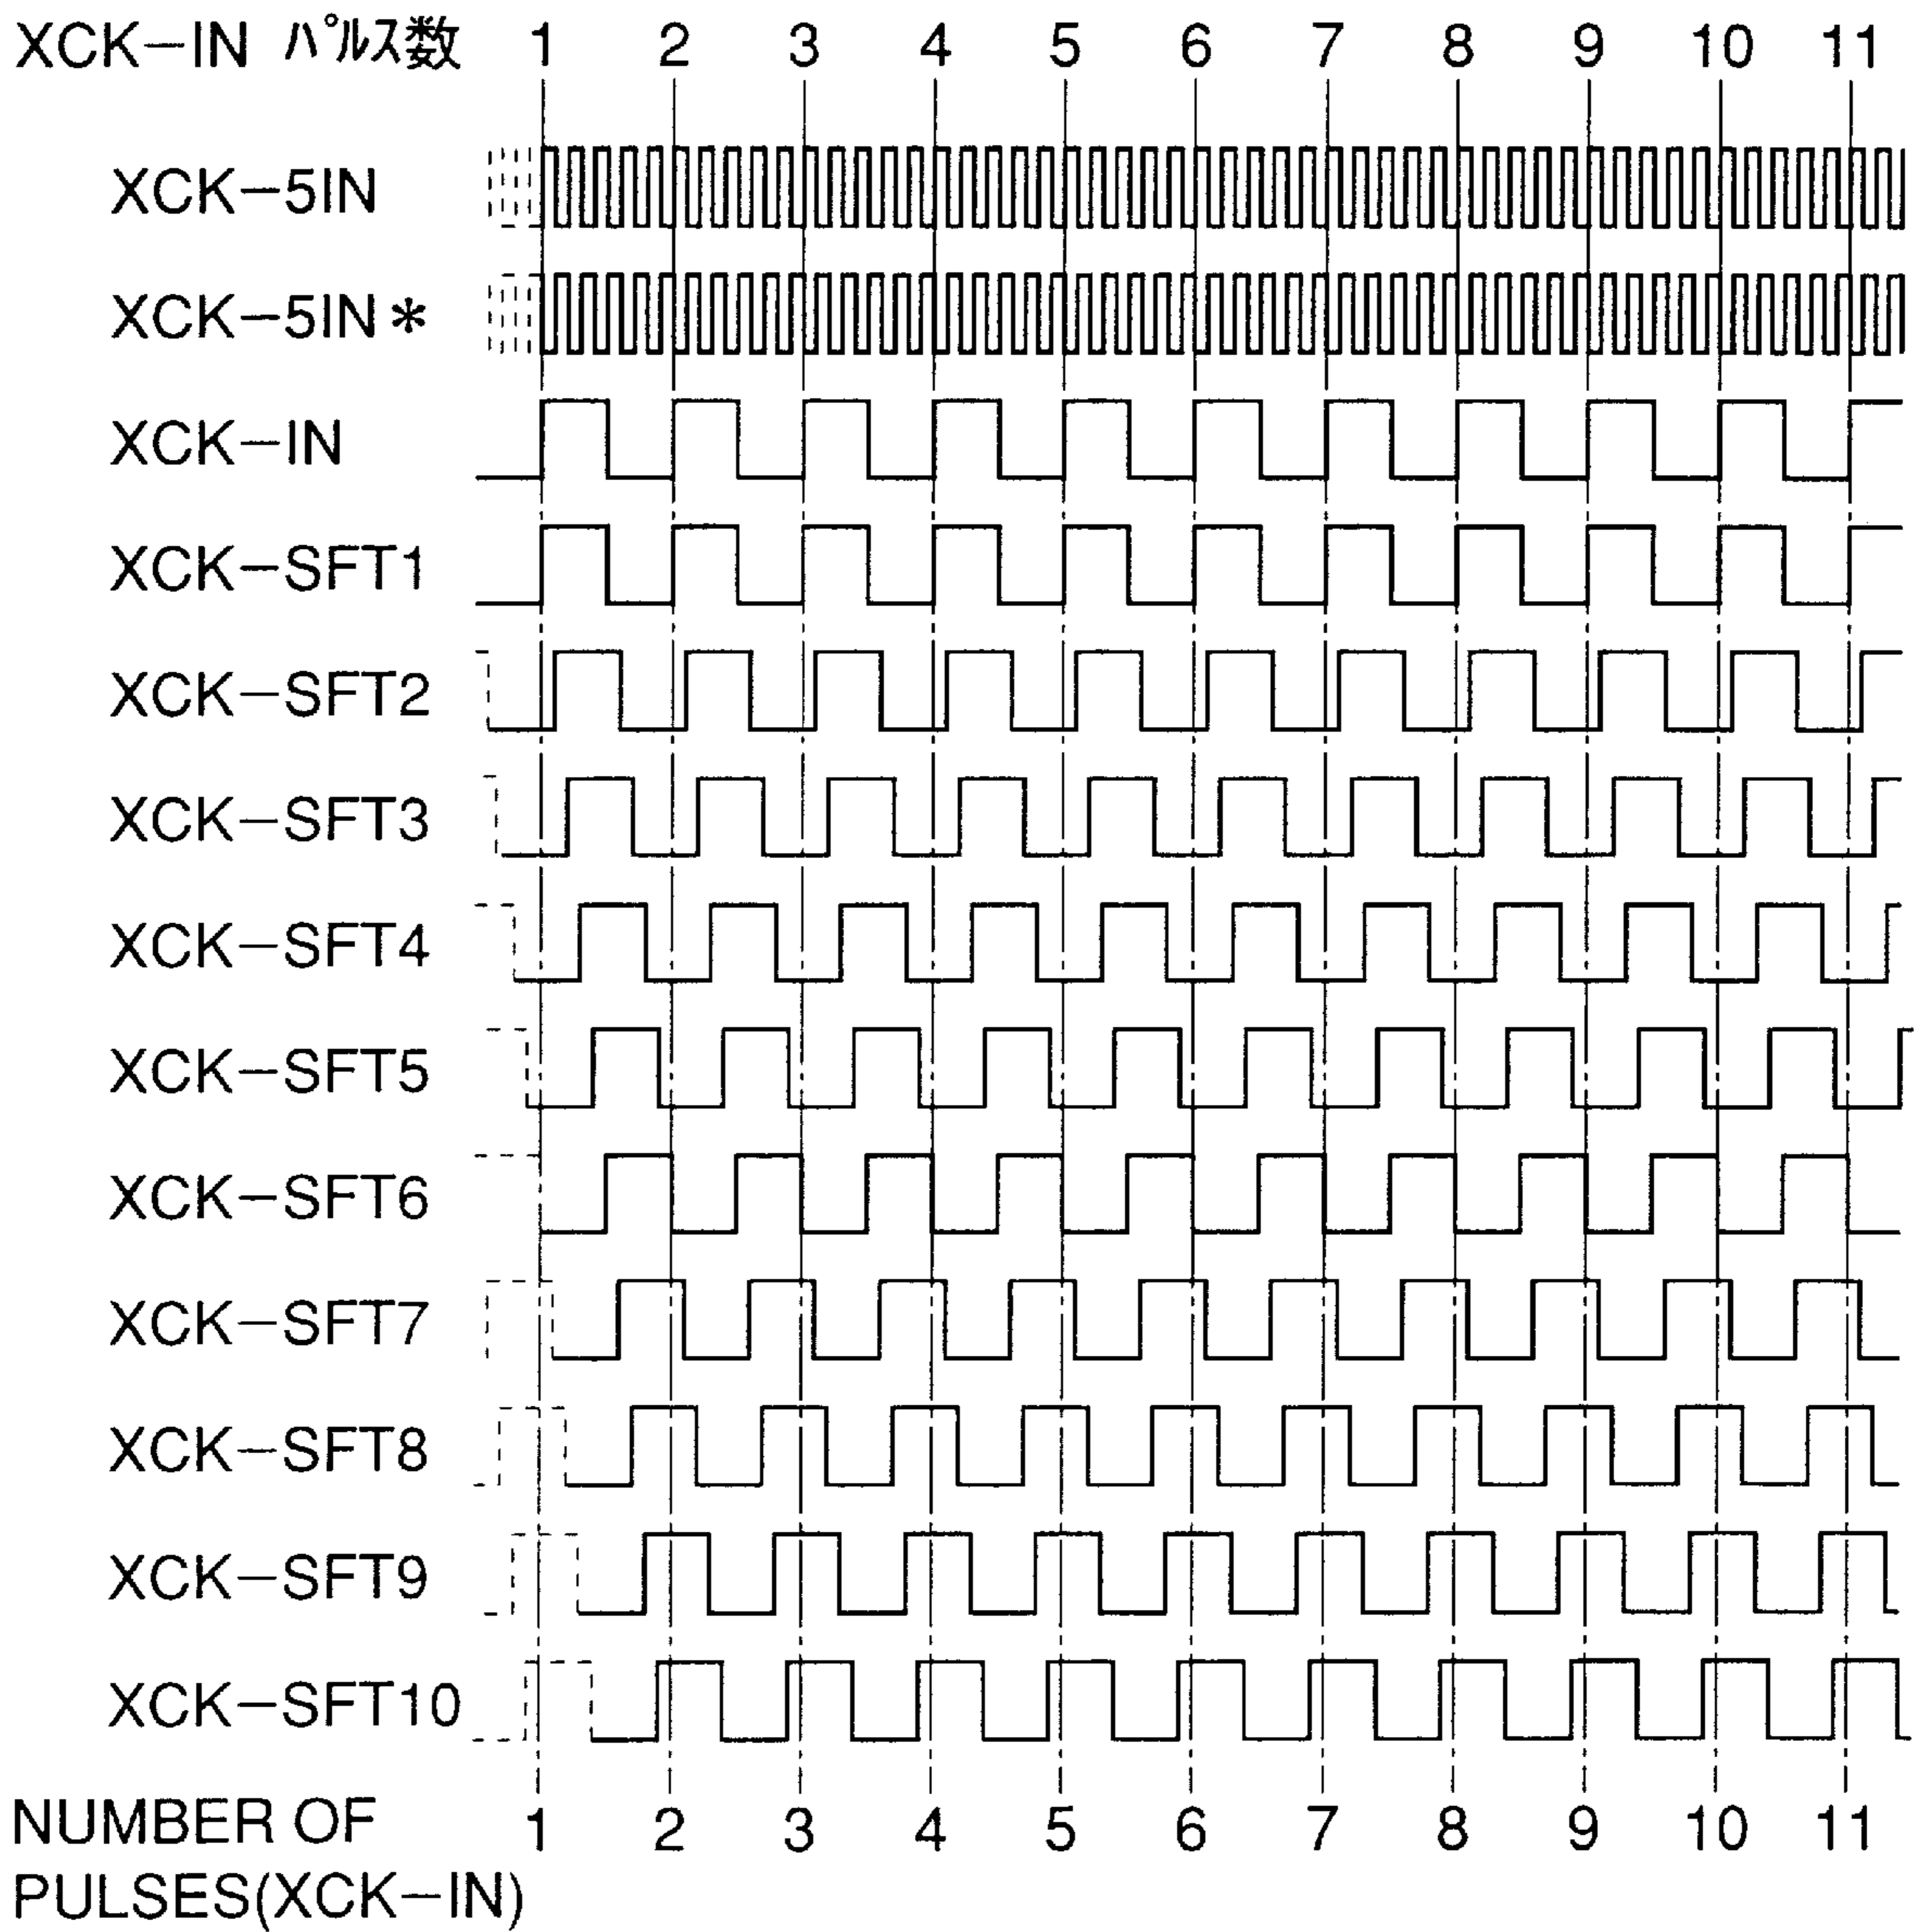 XCK-IN パルス数 1 2 3 4 5 6 7 8 9 10 11
XCK-5IN
XCK-5IN*
XCK-IN
XCK-SFT1
XCK-SFT2
XCK-SFT3
XCK-SFT4
XCK-SFT5
XCK-SFT6
XCK-SFT7
XCK-SFT8
XCK-SFT9
XCK-SFT10
NUMBER OF 1 2 3 4 5 6 7 8 9 10 11
PULSES(XCK-IN)